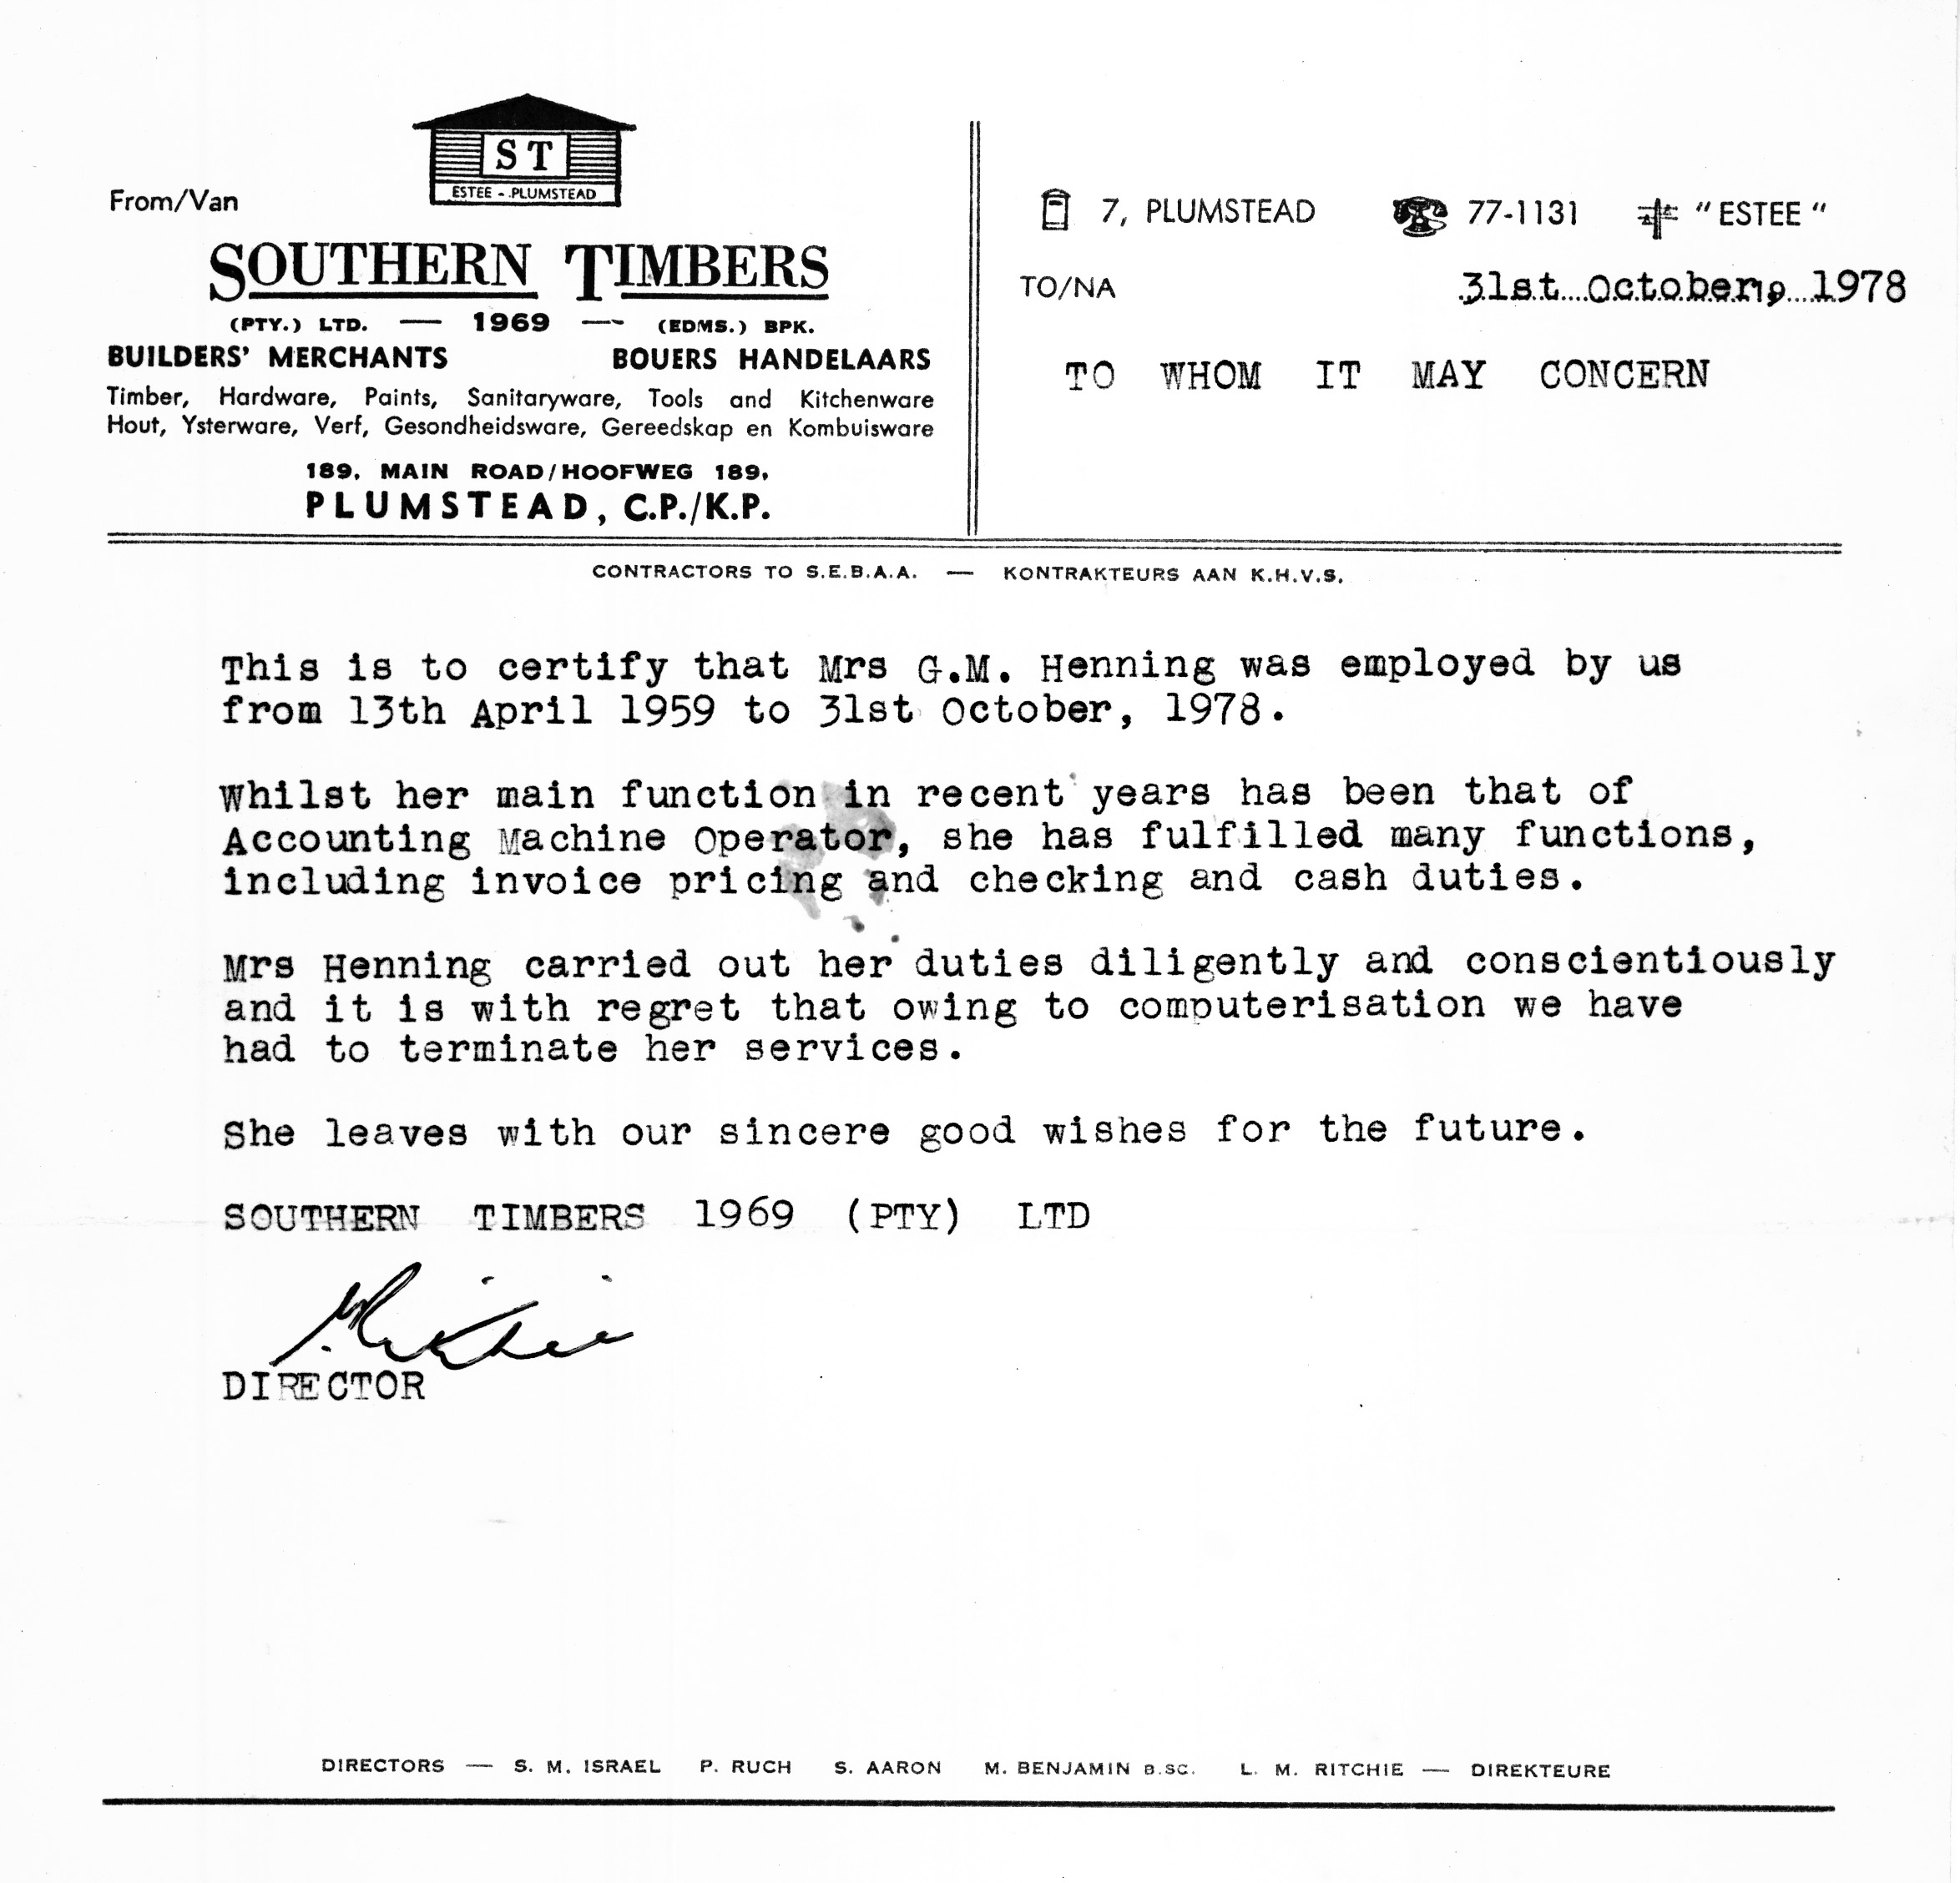 ST
ESTEE - PLUMSTEAD
From/Van
SOUTHERN TIMBERS
(PTY.) LTD. — 1969 — (EDMS.) BPK.
BUILDERS' MERCHANTS BOUERS HANDELAARS
Timber, Hardware, Paints, Sanitaryware, Tools and Kitchenware
Hout, Ysterware, Verf, Gesondheidsware, Gereedskap en Kombuisware
189, MAIN ROAD/HOOFWEG 189,
PLUMSTEAD, C.P./K.P.
7, PLUMSTEAD 77-1131 "ESTEE"
TO/NA 31st October, 1978
TO WHOM IT MAY CONCERN
CONTRACTORS TO S.E.B.A.A. — KONTRAKTEURS AAN K.H.V.S.
This is to certify that Mrs G.M. Henning was employed by us
from 13th April 1959 to 31st October, 1978.
Whilst her main function in recent years has been that of
Accounting Machine Operator, she has fulfilled many functions,
including invoice pricing and checking and cash duties.
Mrs Henning carried out her duties diligently and conscientiously
and it is with regret that owing to computerisation we have
had to terminate her services.
She leaves with our sincere good wishes for the future.
SOUTHERN TIMBERS 1969 (PTY) LTD
DIRECTOR
DIRECTORS — S. M. ISRAEL P. RUCH S. AARON M. BENJAMIN B.SC. L. M. RITCHIE — DIREKTEURE